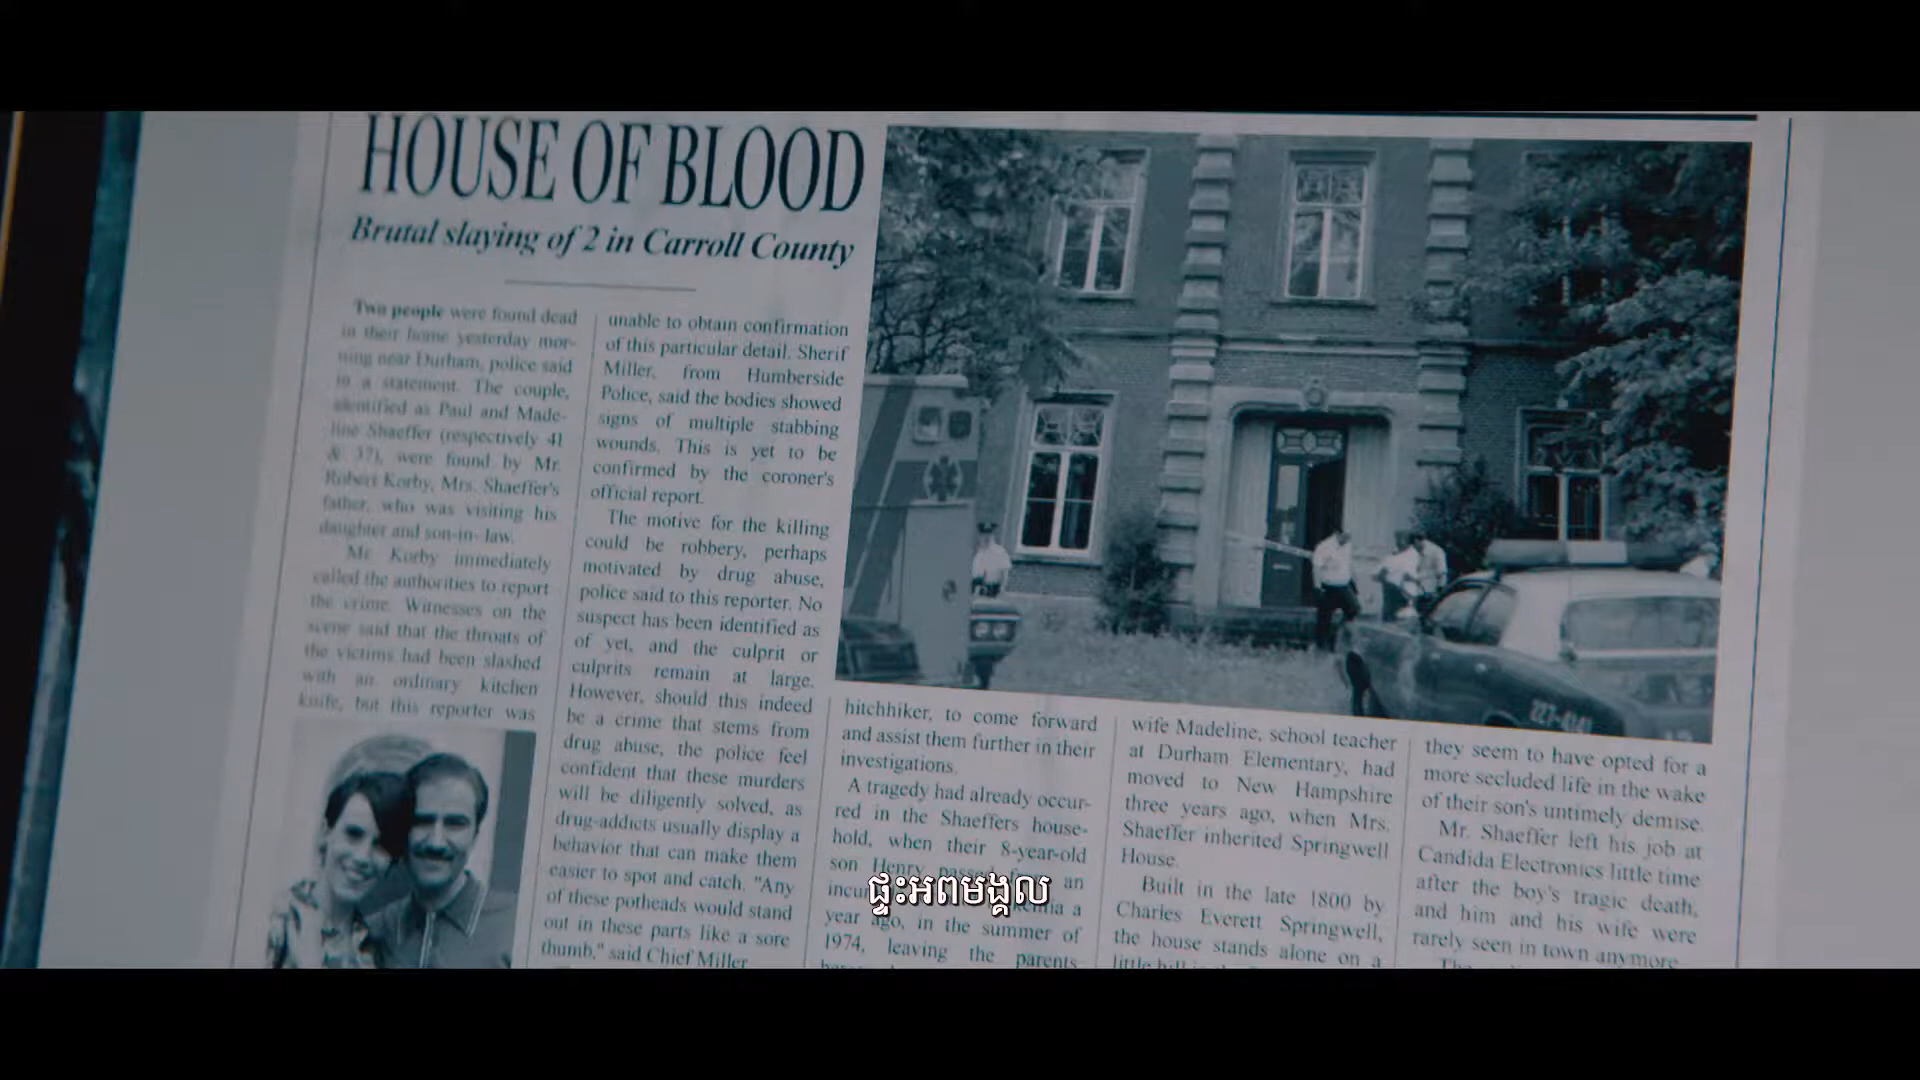 HOUSE OF BLOOD
Brutal slaying of 2 in Carroll County
Two people were found dead
in their home yesterday mor-
ning near Durham, police said
in a statement. The couple,
identified as Paul and Made-
line Shaeffer (respectively 41
& 37), were found by Mr.
Robert Korby, Mrs. Shaeffer's
father, who was visiting his
daughter and son-in- law.
Mr. Korby immediately
called the authorities to report
the crime. Witnesses on the
scene said that the throats of
the victims had been slashed
with an ordinary kitchen
knife, but this reporter was
unable to obtain confirmation
of this particular detail. Sherif
Miller, from Humberside
Police, said the bodies showed
signs of multiple stabbing
wounds. This is yet to be
confirmed by the coroner's
official report.
The motive for the killing
could be robbery, perhaps
motivated by drug abuse,
police said to this reporter. No
suspect has been identified as
of yet, and the culprit or
culprits remain at large.
However, should this indeed
be a crime that stems from
drug abuse, the police feel
confident that these murders
will be diligently solved, as
drug-addicts usually display a
behavior that can make them
easier to spot and catch. "Any
of these potheads would stand
out in these parts like a sore
thumb," said Chief Miller.
227-4141
hitchhiker, to come forward
and assist them further in their
investigations.
A tragedy had already occur-
red in the Shaeffers house-
hold, when their 8-year-old
son Henry passed an
a
year ago, in the summer of
1974, leaving the parents
wife Madeline, school teacher
at Durham Elementary, had
moved to New Hampshire
three years ago, when Mrs.
Shaeffer inherited Springwell
House.
Built in the late 1800 by
Charles Everett Springwell,
the house stands alone on a
they seem to have opted for a
more secluded life in the wake
of their son's untimely demise.
Mr. Shaeffer left his job at
Candida Electronics little time
after the boy's tragic death,
and him and his wife were
rarely seen in town anymore.
ផ្ទះអពមង្គល